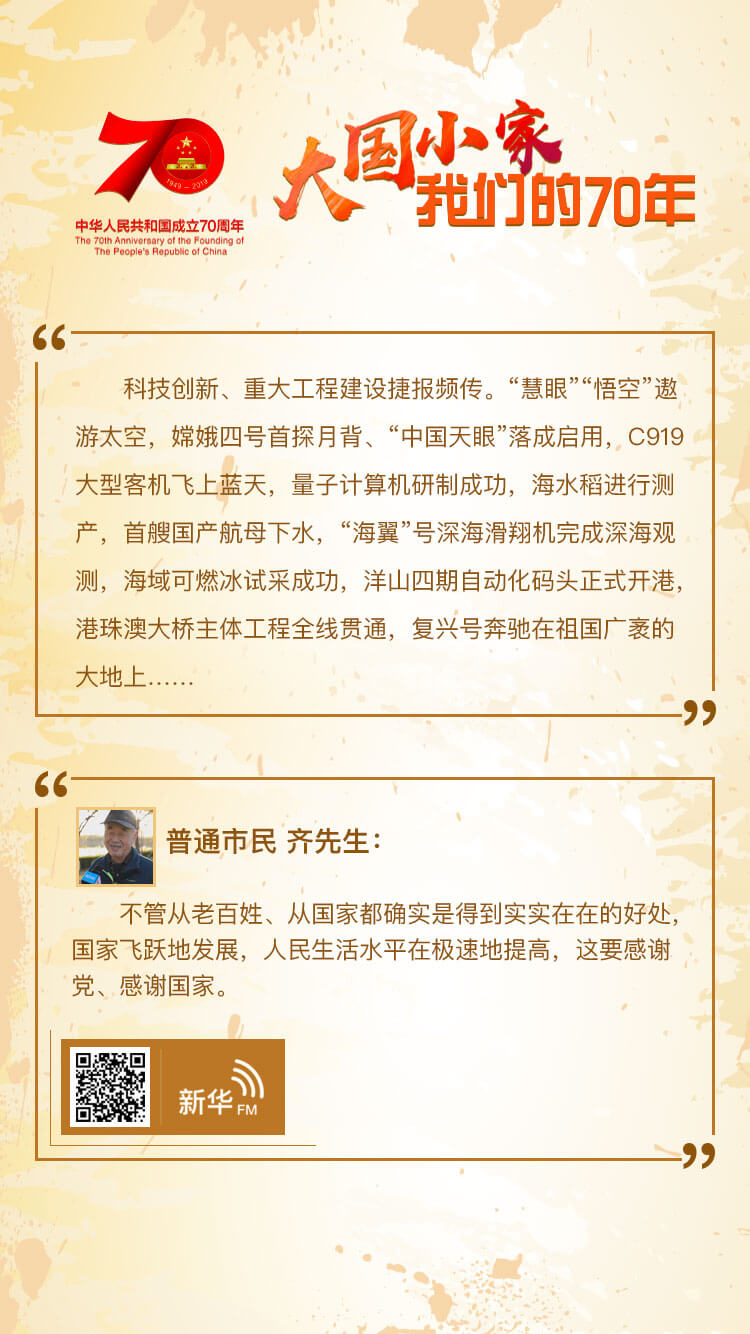 大国小家
我们的70年
1949-2019
中华人民共和国成立70周年
The 70th Anniversary of the Founding of
The People's Republic of China
科技创新、重大工程建设捷报频传。“慧眼”“悟空”遨
游太空，嫦娥四号首探月背、“中国天眼”落成启用，C919
大型客机飞上蓝天，量子计算机研制成功，海水稻进行测
产，首艘国产航母下水，“海翼”号深海滑翔机完成深海观
测，海域可燃冰试采成功，洋山四期自动化码头正式开港，
港珠澳大桥主体工程全线贯通，复兴号奔驰在祖国广袤的
大地上……
普通市民 齐先生：
不管从老百姓、从国家都确实是得到实实在在的好处，
国家飞跃地发展，人民生活水平在极速地提高，这要感谢
党、感谢国家。
新华FM